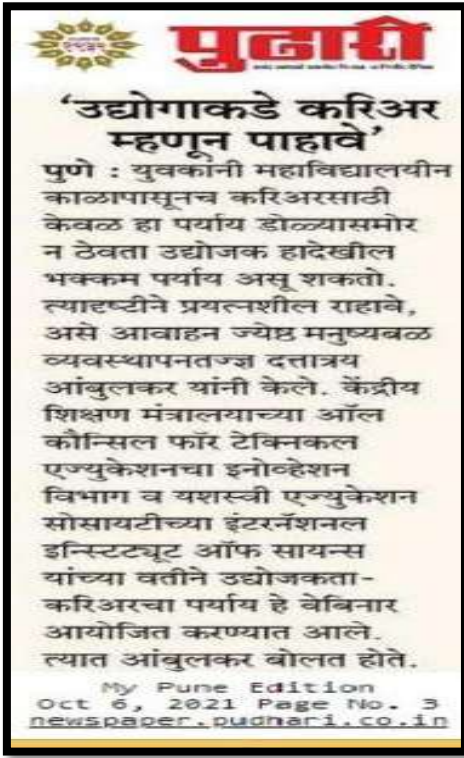 पुढारी
‘उद्योगाकडे करिअर
म्हणून पाहावे’
पुणे : युवकांनी महाविद्यालयीन
काळापासूनच करिअरसाठी
केवळ हा पर्याय डोळ्यासमोर
न ठेवता उद्योजक हादेखील
भक्कम पर्याय असू शकतो.
त्यादृष्टीने प्रयत्नशील राहावे,
असे आवाहन ज्येष्ठ मनुष्यबळ
व्यवस्थापनतज्ज्ञ दत्तात्रय
आंबुलकर यांनी केले. केंद्रीय
शिक्षण मंत्रालयाच्या ऑल
कौन्सिल फॉर टेक्निकल
एज्युकेशनचा इनोव्हेशन
विभाग व यशस्वी एज्युकेशन
सोसायटीच्या इंटरनॅशनल
इन्स्टिट्यूट ऑफ सायन्स
यांच्या वतीने उद्योजकता-
करिअरचा पर्याय हे वेबिनार
आयोजित करण्यात आले.
त्यात आंबुलकर बोलत होते.
My Pune Edition
Oct 6, 2021 Page No. 3
newspaper.pudhari.co.in